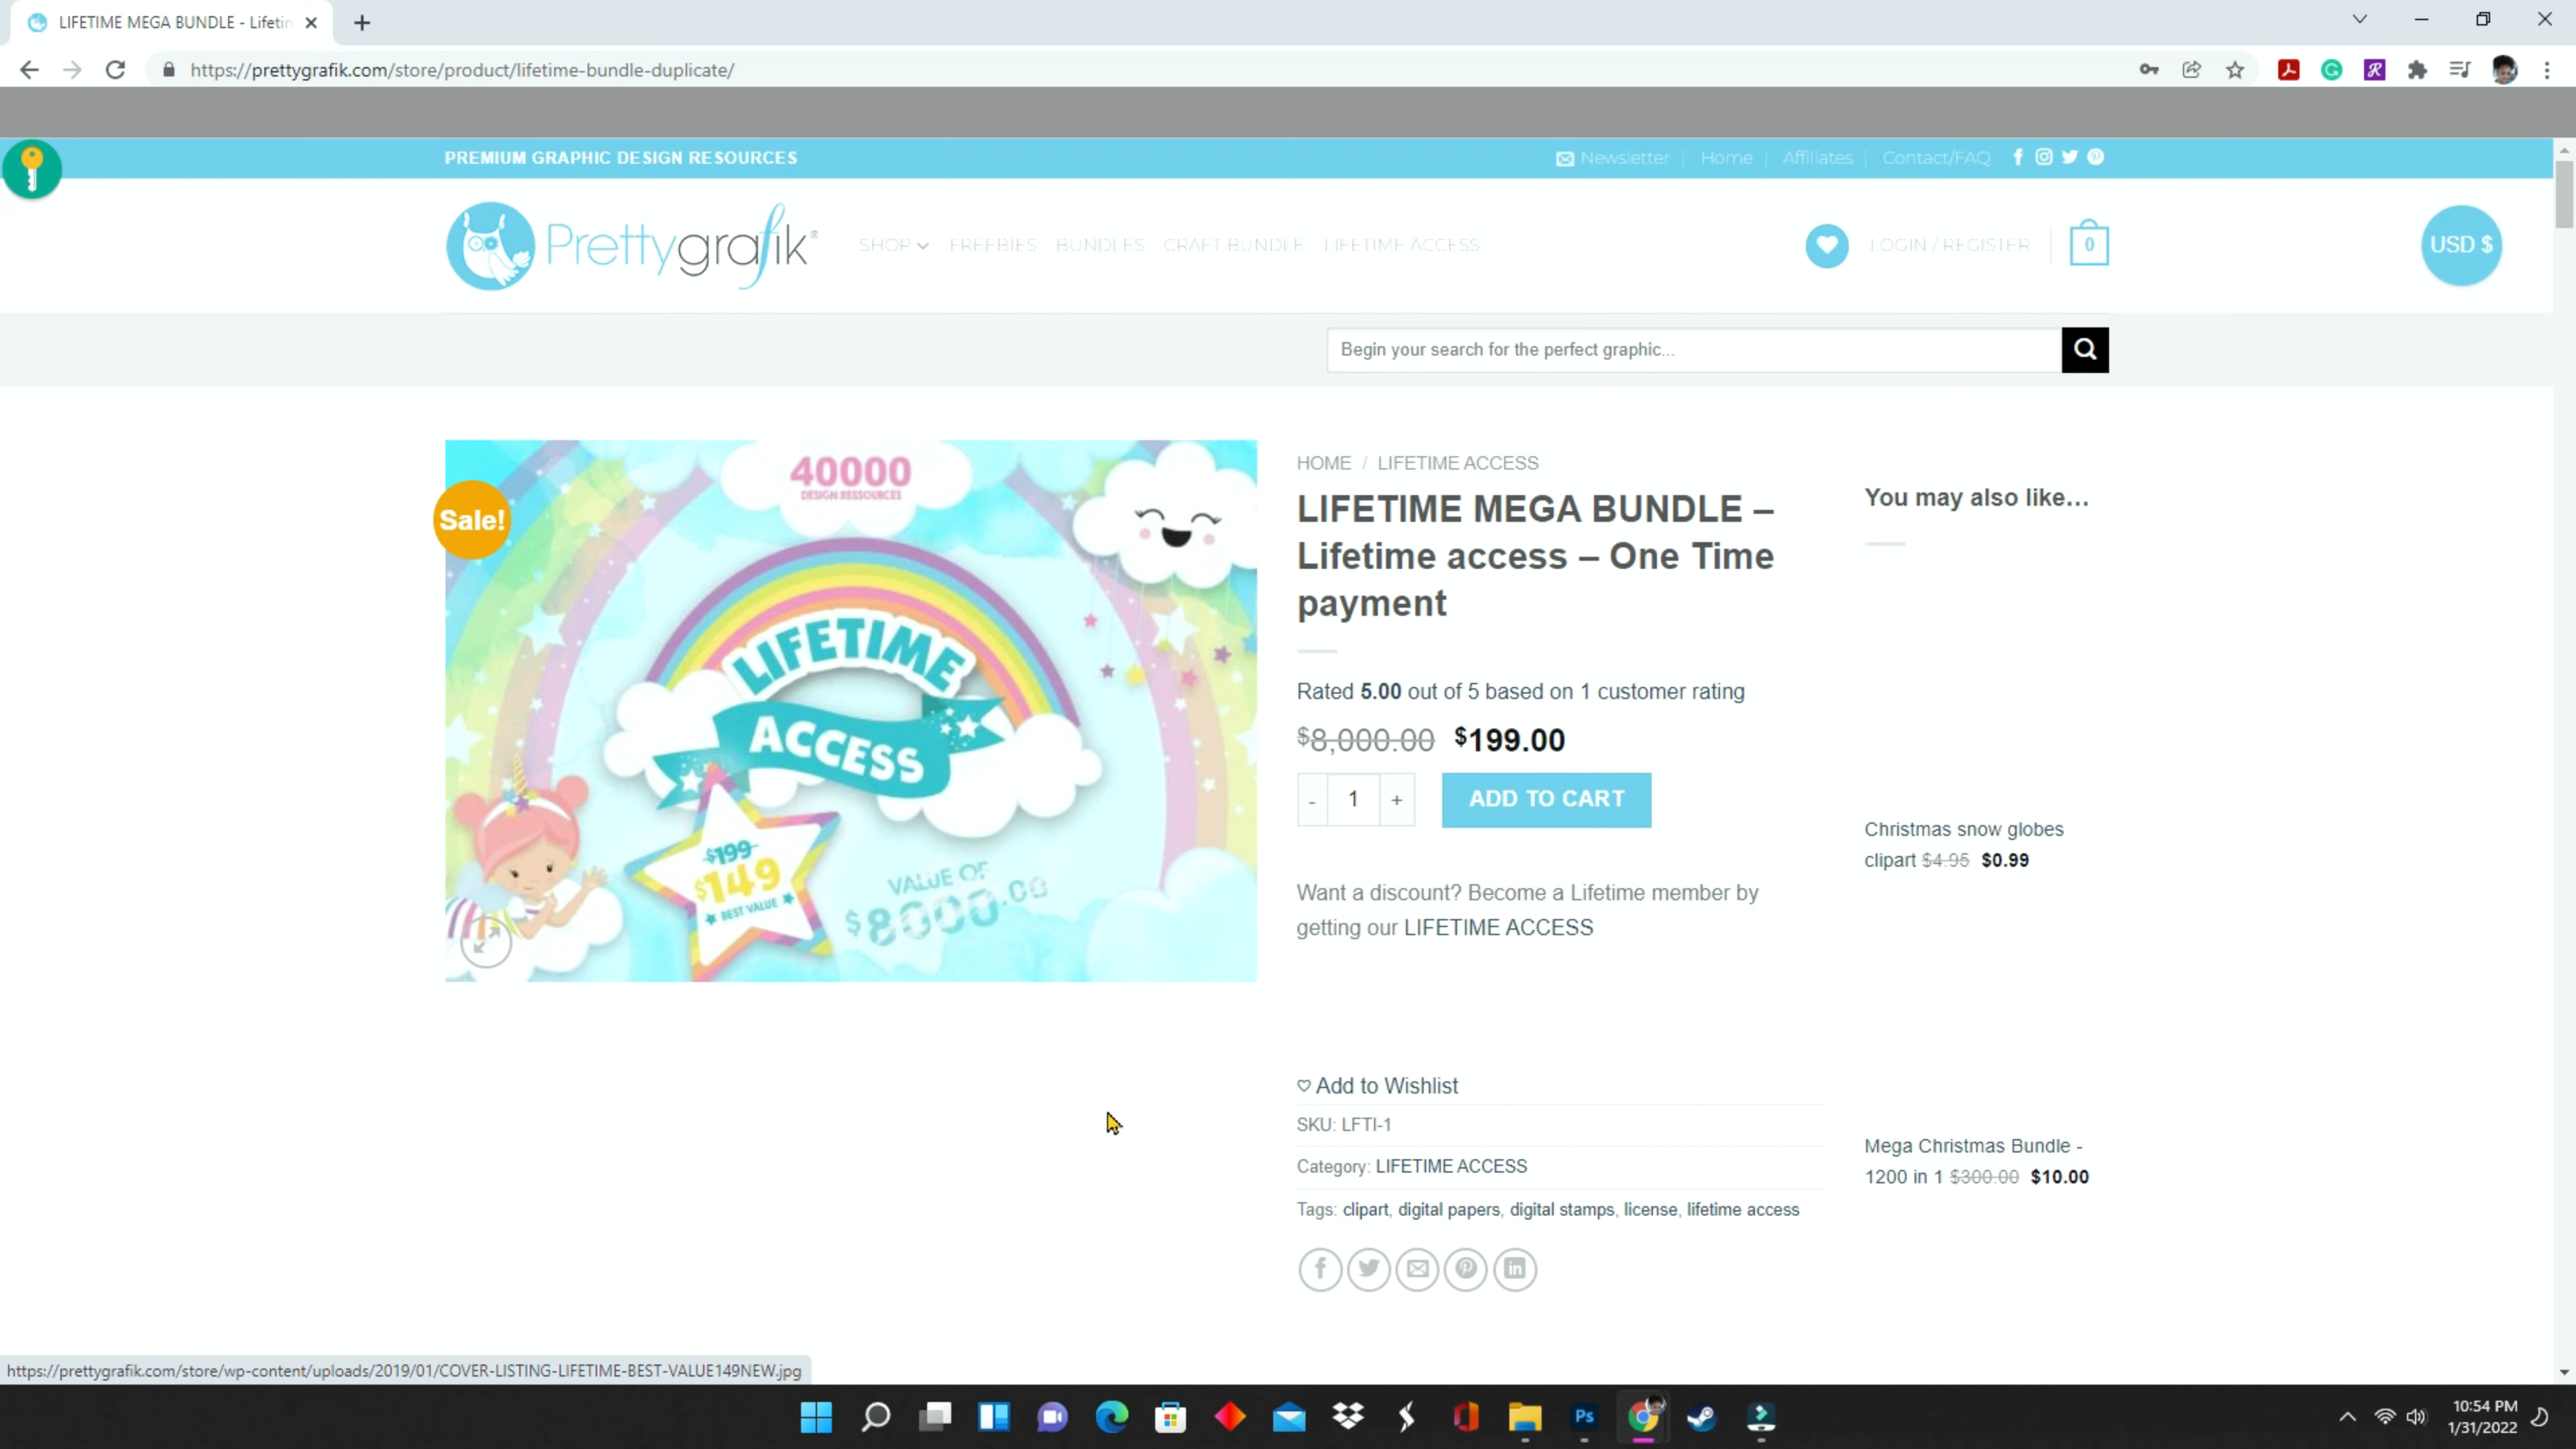 LIFETIME MEGA BUNDLE - Lifetin
https://prettygrafik.com/store/product/lifetime-bundle-duplicate/
PREMIUM GRAPHIC DESIGN RESOURCES
Newsletter
Home
Affiliates
Contact/FAQ
Prettygrafik®
SHOP
FREEBIES
BUNDLES
CRAFT BUNDLE
LIFETIME ACCESS
LOGIN / REGISTER
0
USD $
Begin your search for the perfect graphic...
Sale!
40000
DESIGN RESSOURCES
LIFETIME
ACCESS
$199
$149
BEST VALUE
VALUE OF
$8000.00
HOME / LIFETIME ACCESS
LIFETIME MEGA BUNDLE –
Lifetime access – One Time
payment
Rated 5.00 out of 5 based on 1 customer rating
$8,000.00 $199.00
- 1 +
ADD TO CART
Want a discount? Become a Lifetime member by
getting our LIFETIME ACCESS
Add to Wishlist
SKU: LFTI-1
Category: LIFETIME ACCESS
Tags: clipart, digital papers, digital stamps, license, lifetime access
You may also like...
Christmas snow globes
clipart $4.95 $0.99
Mega Christmas Bundle -
1200 in 1 $300.00 $10.00
https://prettygrafik.com/store/wp-content/uploads/2019/01/COVER-LISTING-LIFETIME-BEST-VALUE149NEW.jpg
Ps
10:54 PM
1/31/2022